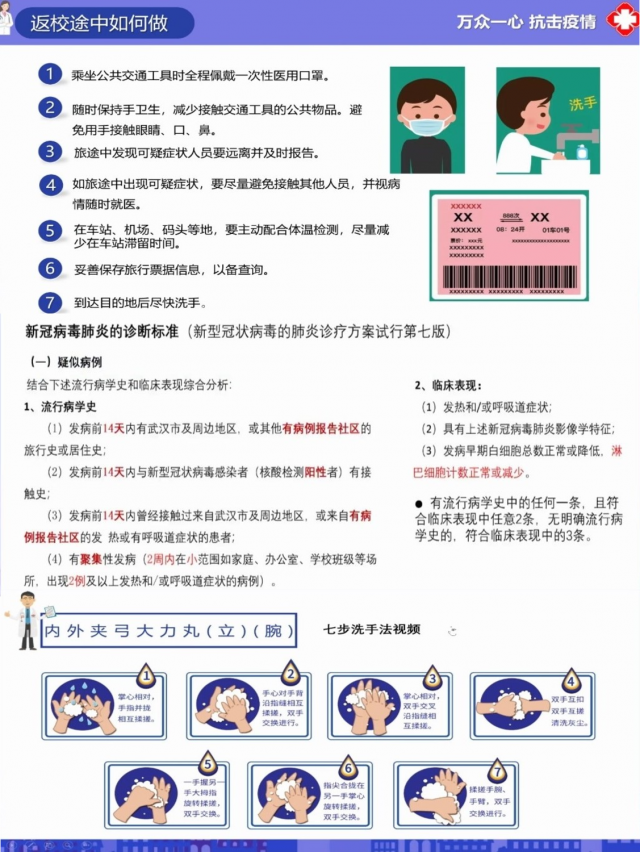 返校途中如何做
万众一心 抗击疫情
1 乘坐公共交通工具时全程佩戴一次性医用口罩。
2 随时保持手卫生，减少接触交通工具的公共物品。避
免用手接触眼睛、口、鼻。
3 旅途中发现可疑症状人员要远离并及时报告。
4 如旅途中出现可疑症状，要尽量避免接触其他人员，并视病
情随时就医。
5 在车站、机场、码头等地，要主动配合体温检测，尽量减
少在车站滞留时间。
6 妥善保存旅行票据信息，以备查询。
7 到达目的地后尽快洗手。
洗手
XXXXXX
XX 888次 XX
XXXXXX 08：24开 01车01号
票价：xxx元
新冠病毒肺炎的诊断标准（新型冠状病毒的肺炎诊疗方案试行第七版）
（一）疑似病例
结合下述流行病学史和临床表现综合分析：
1、流行病学史
（1）发病前14天内有武汉市及周边地区，或其他有病例报告社区的
旅行史或居住史；
（2）发病前14天内与新型冠状病毒感染者（核酸检测阳性者）有接
触史；
（3）发病前14天内曾经接触过来自武汉市及周边地区，或来自有病
例报告社区的发 热或有呼吸道症状的患者；
（4）有聚集性发病（2周内在小范围如家庭、办公室、学校班级等场
所，出现2例及以上发热和/或呼吸道症状的病例）。
2、临床表现：
（1）发热和/或呼吸道症状；
（2）具有上述新冠病毒肺炎影像学特征；
（3）发病早期白细胞总数正常或降低，淋
巴细胞计数正常或减少。
● 有流行病学史中的任何一条，且符
合临床表现中任意2条，无明确流行病
学史的，符合临床表现中的3条。
内外夹弓大力丸(立)(腕)
七步洗手法视频
1
掌心相对，
手指并拢
相互揉搓。
2
手心对手背
沿指缝相互
揉搓，双手
交换进行。
3
掌心相对，
双手交叉
沿指缝相
互揉搓。
4
双手互扣
双手互搓
清洗灰尘。
5
一手握另一
手大拇指
旋转揉搓，
双手交换。
6
指尖合拢在
另一手掌心
旋转揉搓，
双手交换。
7
揉搓手腕、
手臂，双手
交换进行。